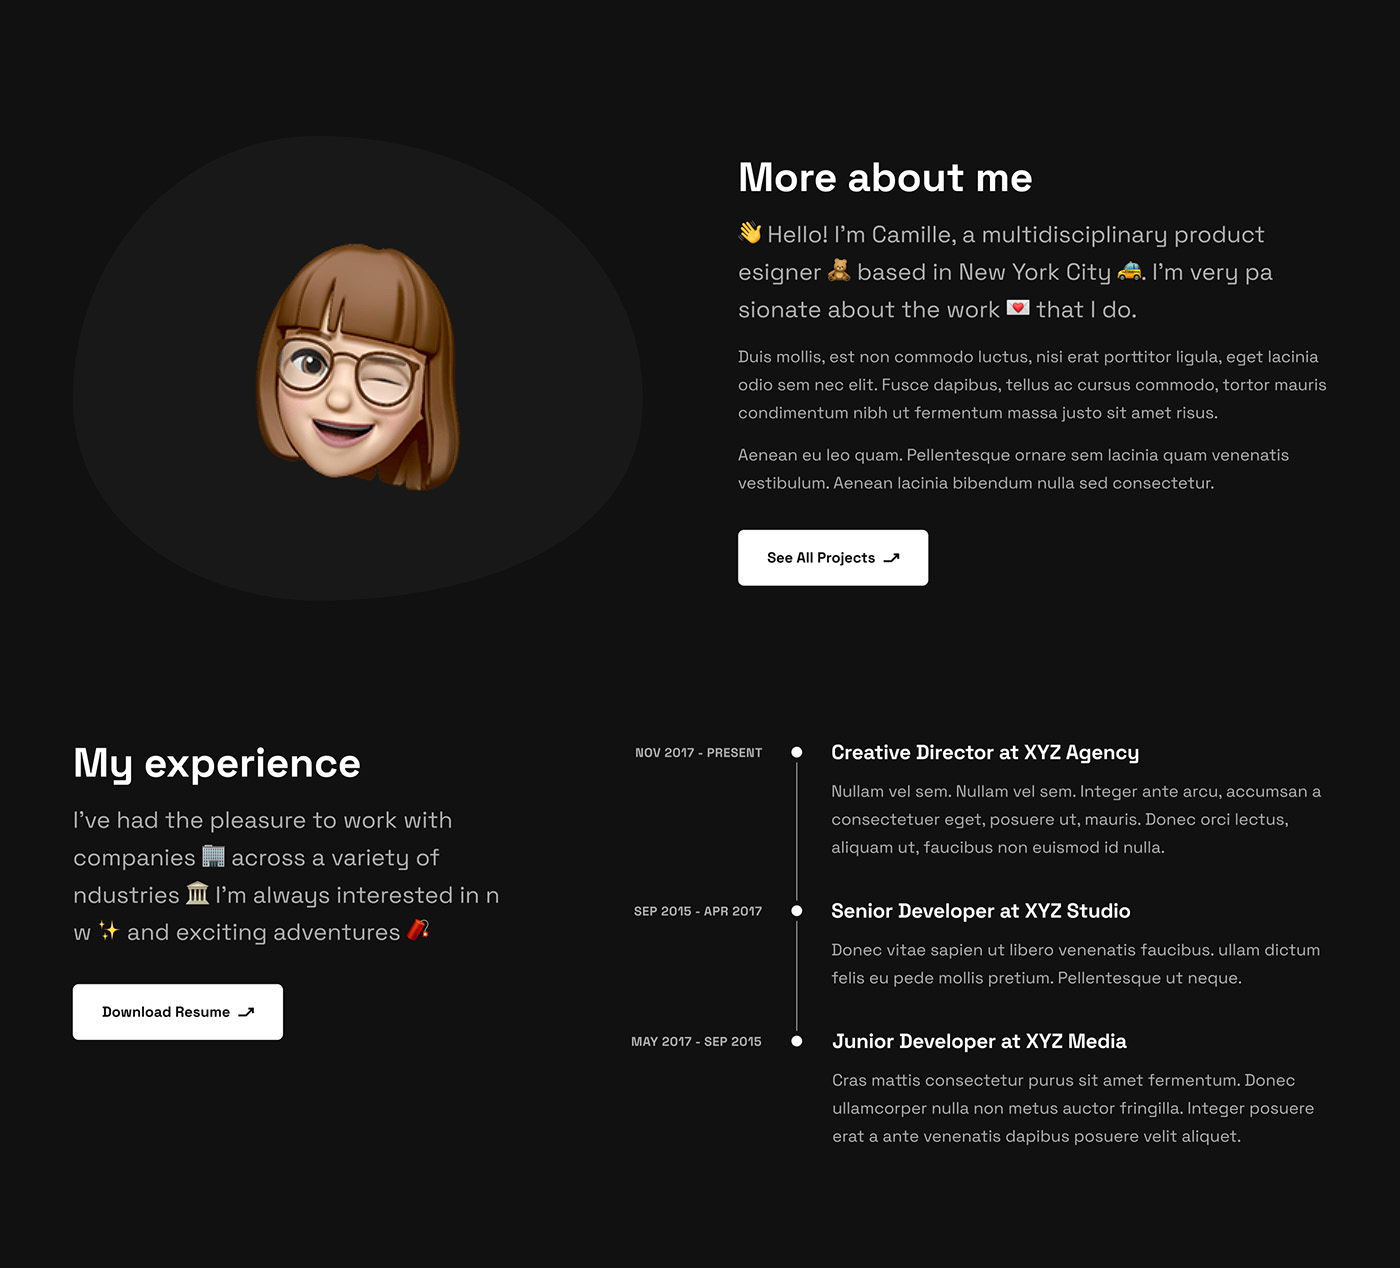 More about me
👋 Hello! I'm Camille, a multidisciplinary product
esigner 🧸 based in New York City 🚕. I'm very pa
sionate about the work 💌 that I do.
Duis mollis, est non commodo luctus, nisi erat porttitor ligula, eget lacinia
odio sem nec elit. Fusce dapibus, tellus ac cursus commodo, tortor mauris
condimentum nibh ut fermentum massa justo sit amet risus.
Aenean eu leo quam. Pellentesque ornare sem lacinia quam venenatis
vestibulum. Aenean lacinia bibendum nulla sed consectetur.
See All Projects
My experience
I've had the pleasure to work with
companies 🏢 across a variety of
ndustries 🏛️ I'm always interested in n
w ✨ and exciting adventures 🧨
Download Resume
NOV 2017 - PRESENT
Creative Director at XYZ Agency
Nullam vel sem. Nullam vel sem. Integer ante arcu, accumsan a
consectetuer eget, posuere ut, mauris. Donec orci lectus,
aliquam ut, faucibus non euismod id nulla.
SEP 2015 - APR 2017
Senior Developer at XYZ Studio
Donec vitae sapien ut libero venenatis faucibus. ullam dictum
felis eu pede mollis pretium. Pellentesque ut neque.
MAY 2017 - SEP 2015
Junior Developer at XYZ Media
Cras mattis consectetur purus sit amet fermentum. Donec
ullamcorper nulla non metus auctor fringilla. Integer posuere
erat a ante venenatis dapibus posuere velit aliquet.